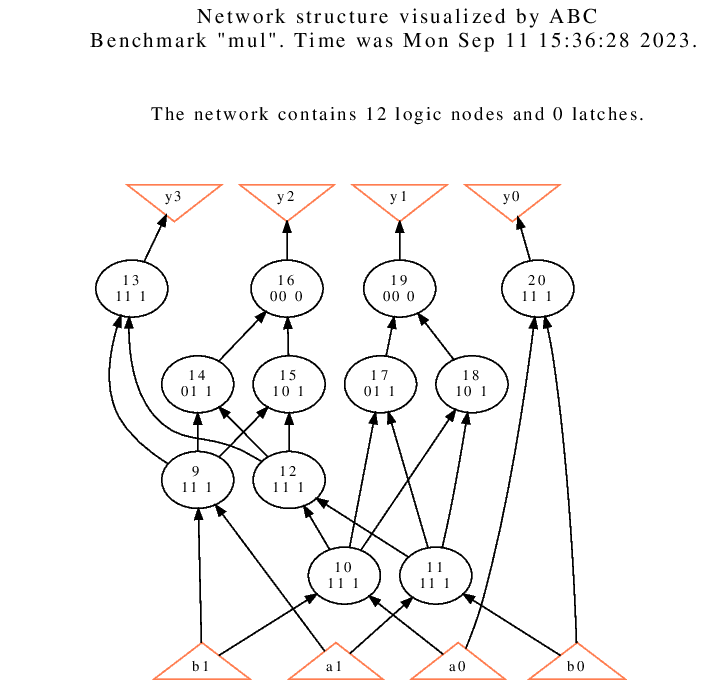 Network structure visualized by ABC
Benchmark "mul". Time was Mon Sep 11 15:36:28 2023.
The network contains 12 logic nodes and 0 latches.
y3 y2 y1 y0
13 16 19 20
11 1 00 0 00 0 11 1
14 15 17 18
01 1 10 1 01 1 10 1
9 12
11 1 11 1
10 11
11 1 11 1
b1 a1 a0 b0